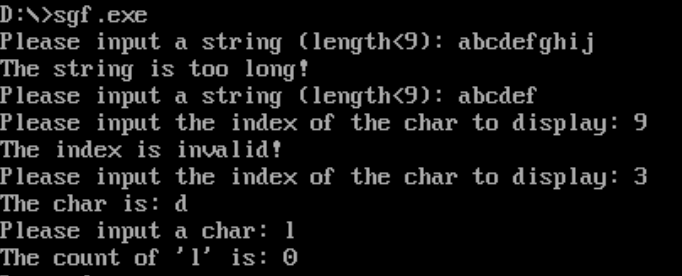 D:\>sgf.exe
Please input a string (length<9): abcdefghij
The string is too long!
Please input a string (length<9): abcdef
Please input the index of the char to display: 9
The index is invalid!
Please input the index of the char to display: 3
The char is: d
Please input a char: l
The count of 'l' is: 0